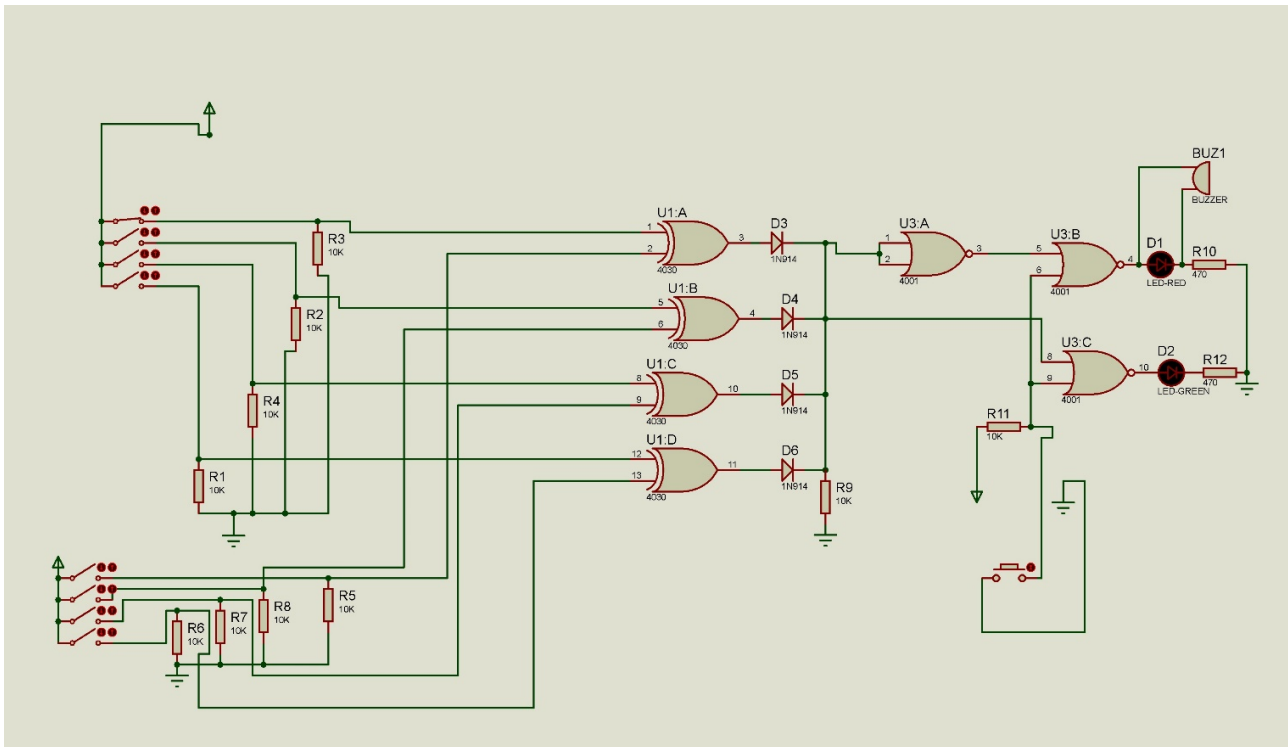 BUZ1
BUZZER
U1:A
1
2
3
4030
D3
1N914
U3:A
1
2
3
4001
U3:B
5
6
4
4001
D1
LED-RED
R10
470
R3
10K
U1:B
5
6
4
4030
D4
1N914
R2
10K
U3:C
8
9
10
4001
D2
LED-GREEN
R12
470
U1:C
8
9
10
4030
D5
1N914
R4
10K
R11
10K
U1:D
12
13
11
4030
D6
1N914
R1
10K
R9
10K
R5
10K
R8
10K
R7
10K
R6
10K